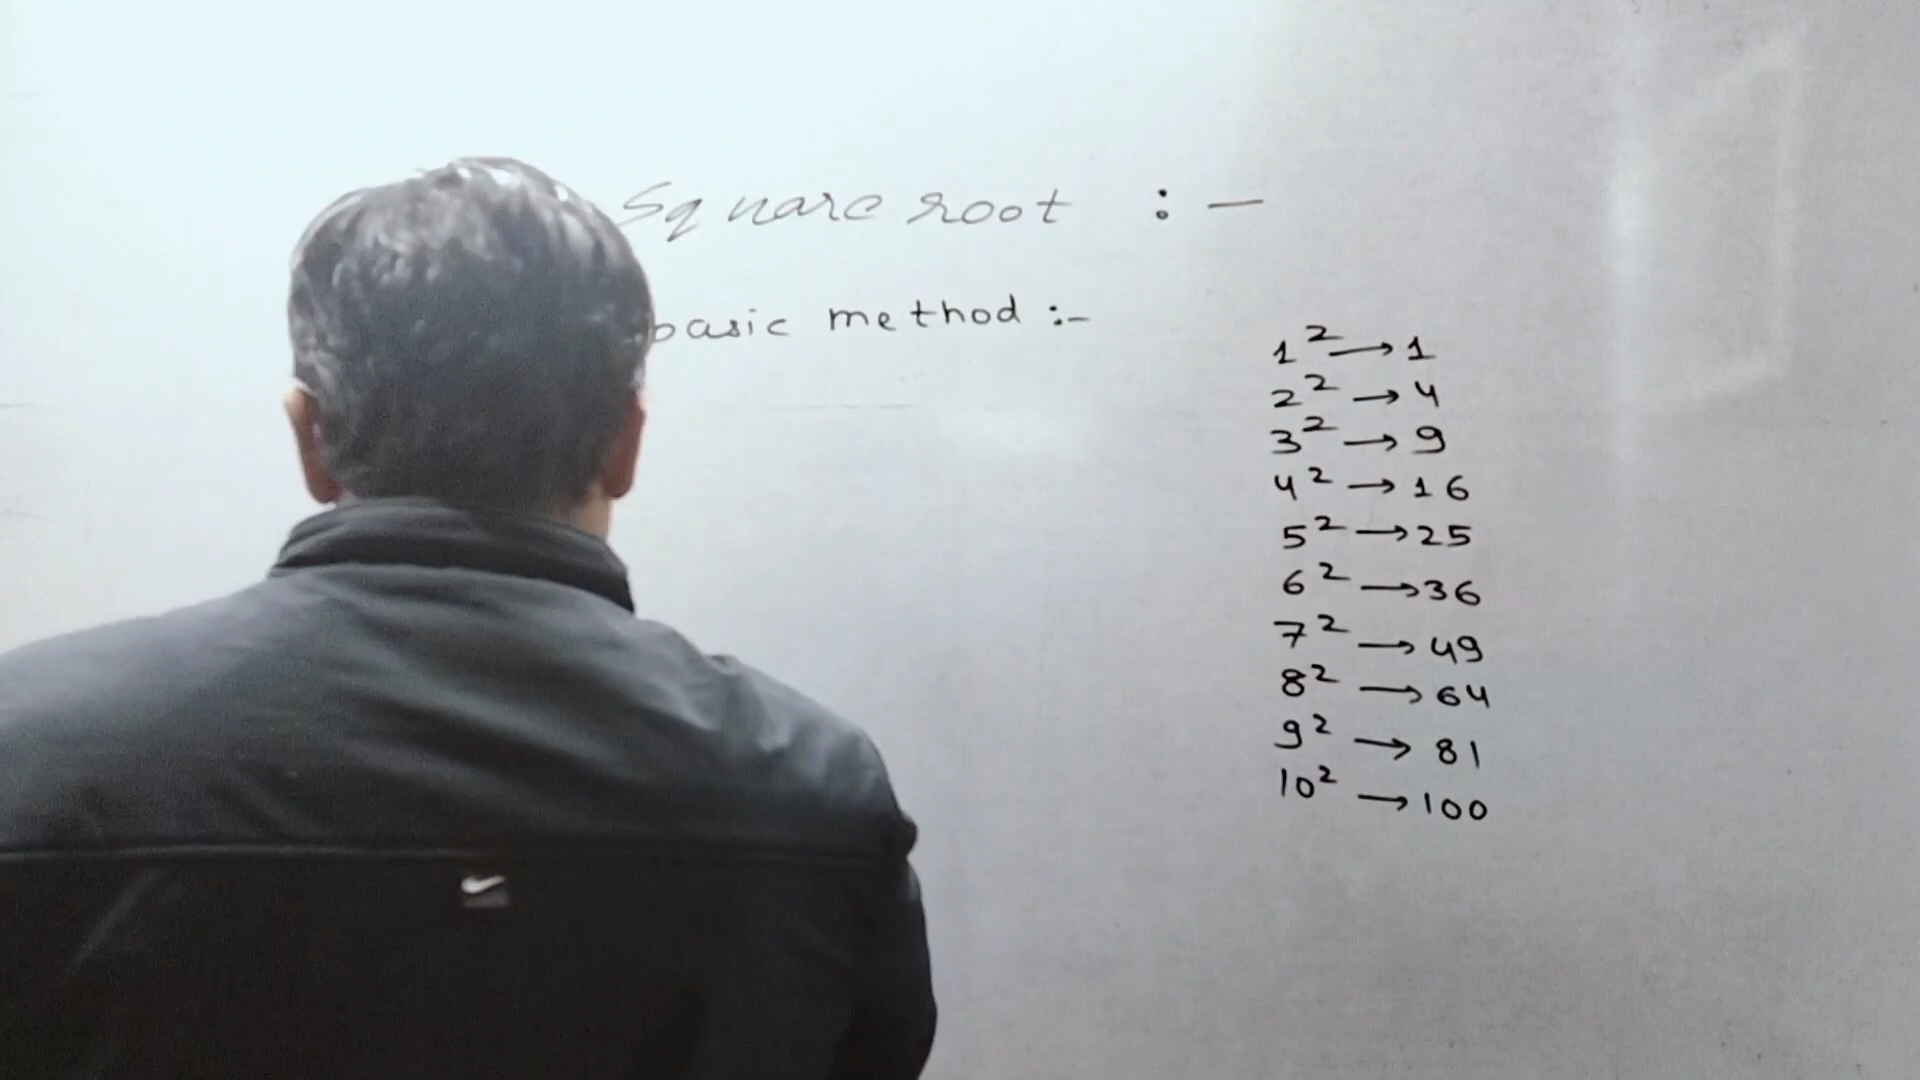 Square root :-
basic method :-
1² → 1
2² → 4
3² → 9
4² → 16
5² → 25
6² → 36
7² → 49
8² → 64
9² → 81
10² → 100